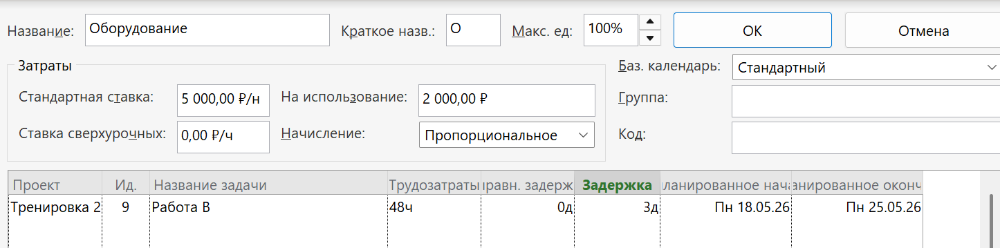 Название: Оборудование Краткое назв.: О Макс. ед: 100% ОК Отмена
Затраты Баз. календарь: Стандартный
Стандартная ставка: 5 000,00 ₽/н На использование: 2 000,00 ₽ Группа:
Ставка сверхурочных: 0,00 ₽/ч Начисление: Пропорциональное Код:
Проект Ид. Название задачи Трудозатраты правн. задерж Задержка ланированное нача анированное оконч
Тренировка 2 9 Работа В 48ч 0д 3д Пн 18.05.26 Пн 25.05.26